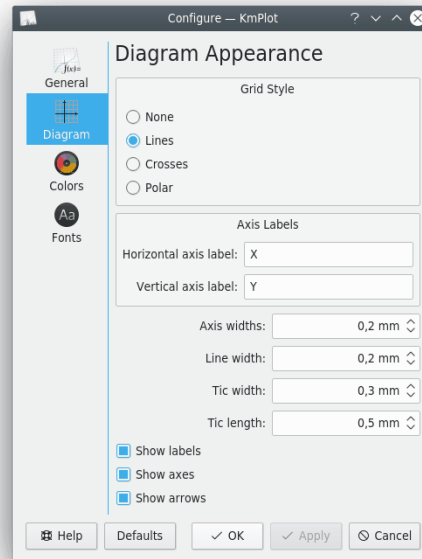 Configure — KmPlot
Diagram Appearance
f(x)=
General
Diagram
Colors
Aa
Fonts
Grid Style
None
Lines
Crosses
Polar
Axis Labels
Horizontal axis label: X
Vertical axis label: Y
Axis widths: 0,2 mm
Line width: 0,2 mm
Tic width: 0,3 mm
Tic length: 0,5 mm
Show labels
Show axes
Show arrows
Help Defaults OK Apply Cancel